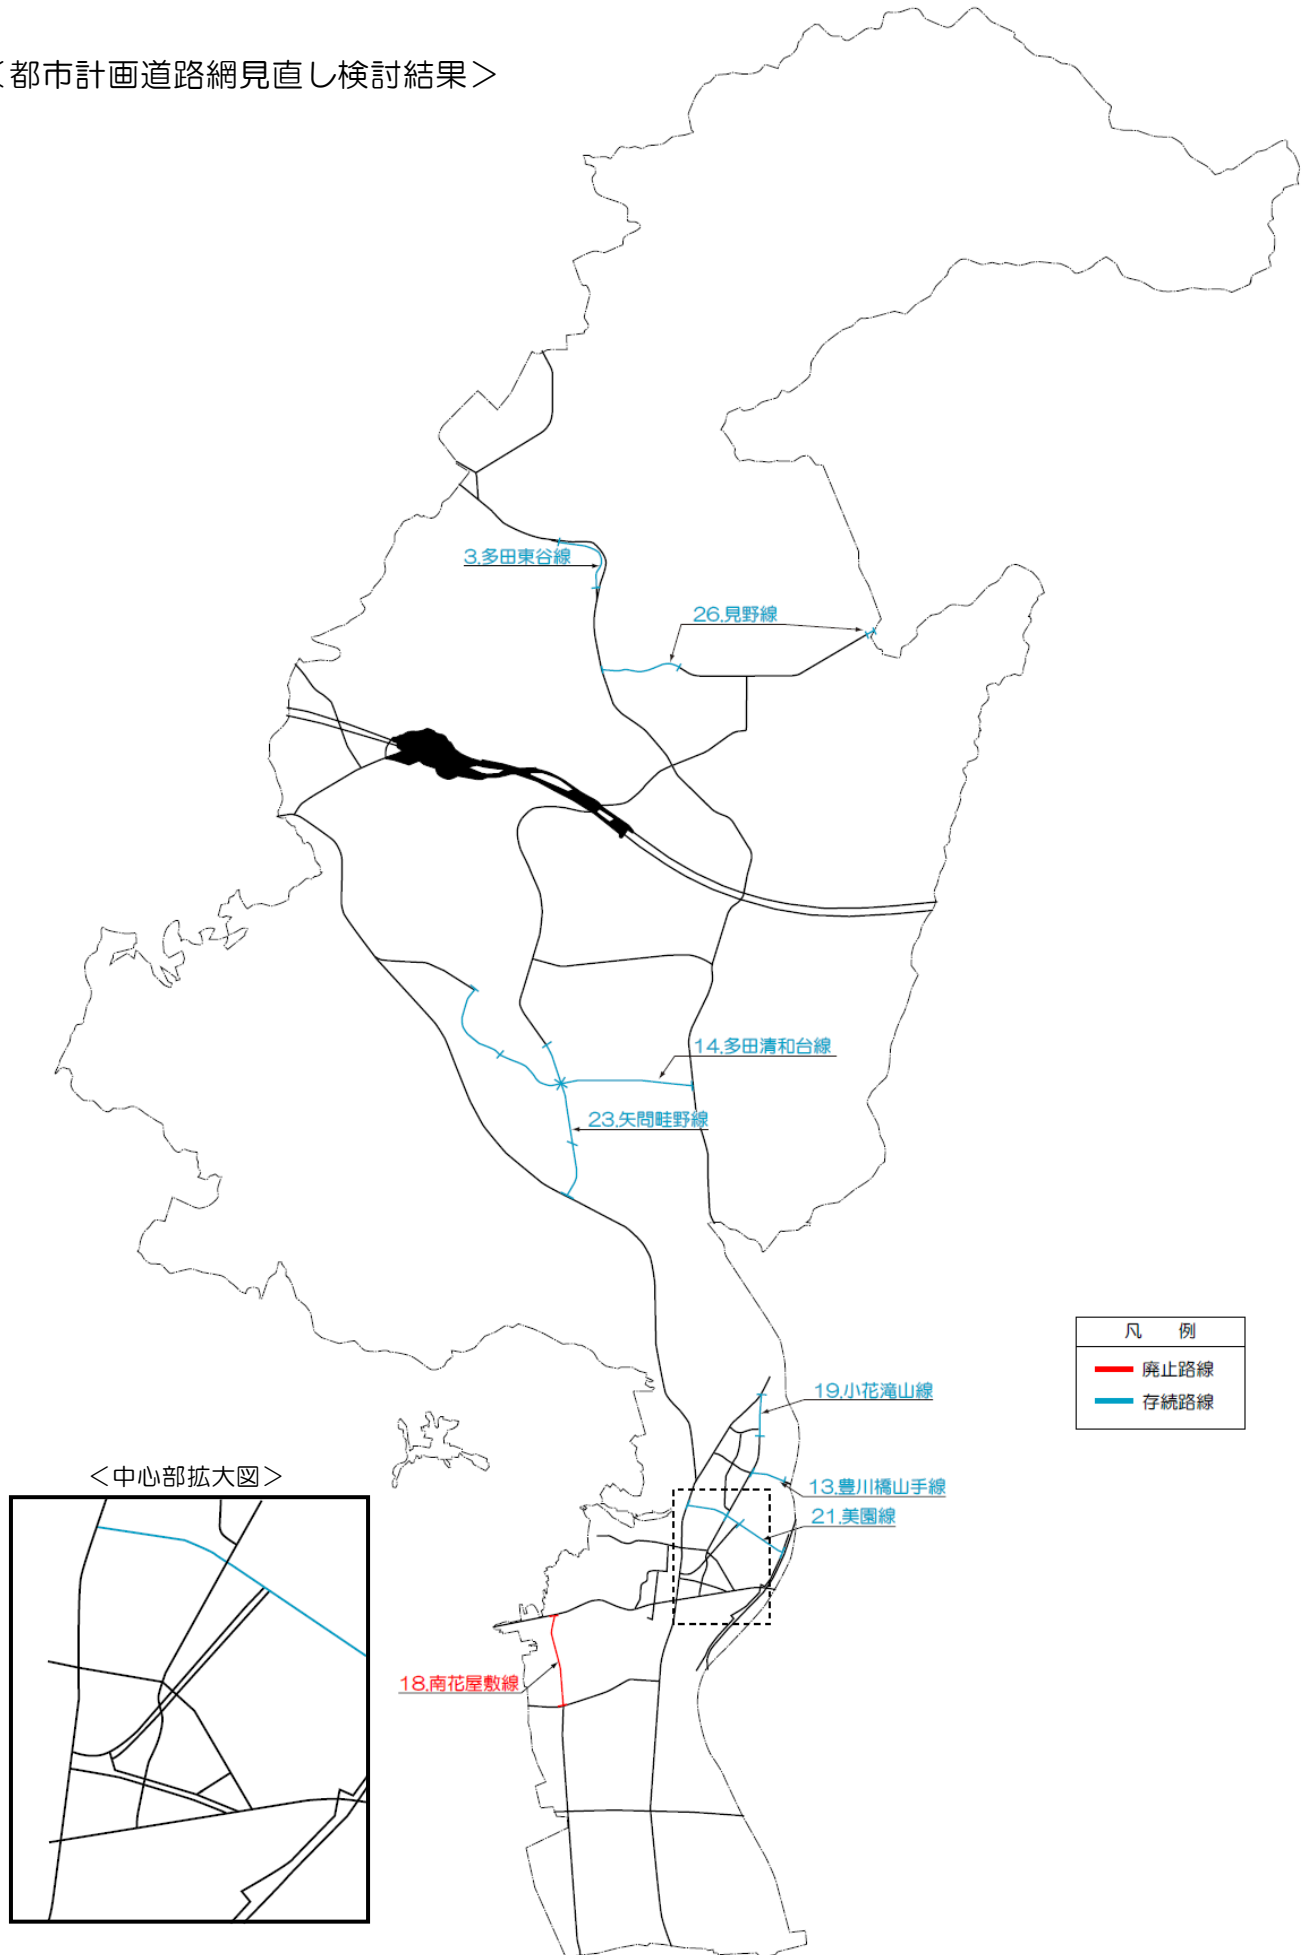 <都市計画道路網見直し検討結果>
3.多田東谷線
26.見野線
14.多田清和台線
23.矢問畦野線
凡 例
廃止路線
存続路線
19.小花滝山線
13.豊川橋山手線
21.美園線
18.南花屋敷線
<中心部拡大図>